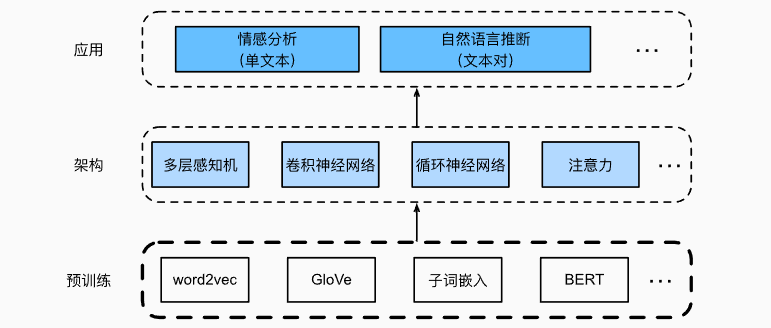 应用
情感分析
(单文本)
自然语言推断
(文本对)
...
架构
多层感知机
卷积神经网络
循环神经网络
注意力
...
预训练
word2vec
GloVe
子词嵌入
BERT
...